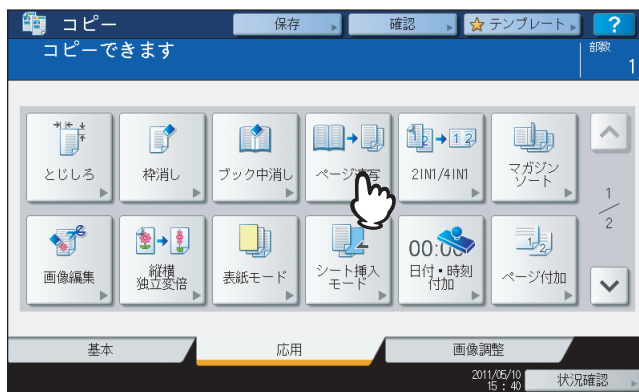 コピー
保存
確認
テンプレート
?
コピーできます
部数
1
とじしろ
枠消し
ブック中消し
2IN1/4IN1
マガジン
ソート
1
2
画像編集
縦横
独立変倍
表紙モード
シート挿入
モード
日付・時刻
付加
ページ付加
基本
応用
画像調整
2011/05/10
15 : 40
状況確認